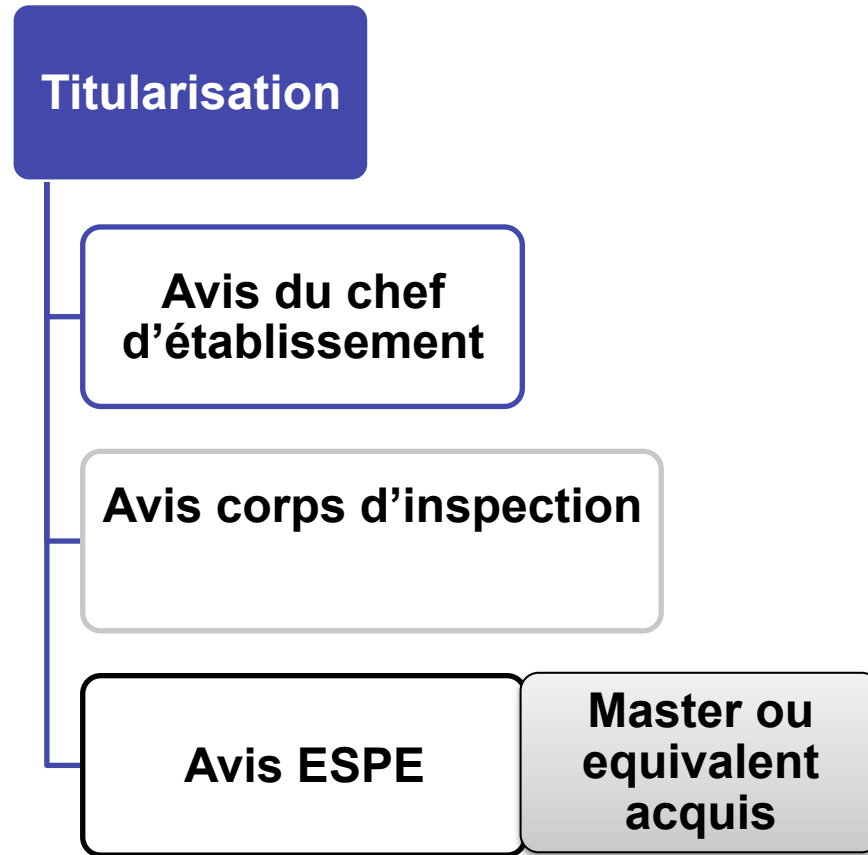 Titularisation
Avis du chef
d’établissement
Avis corps d’inspection
Avis ESPE
Master ou
equivalent
acquis